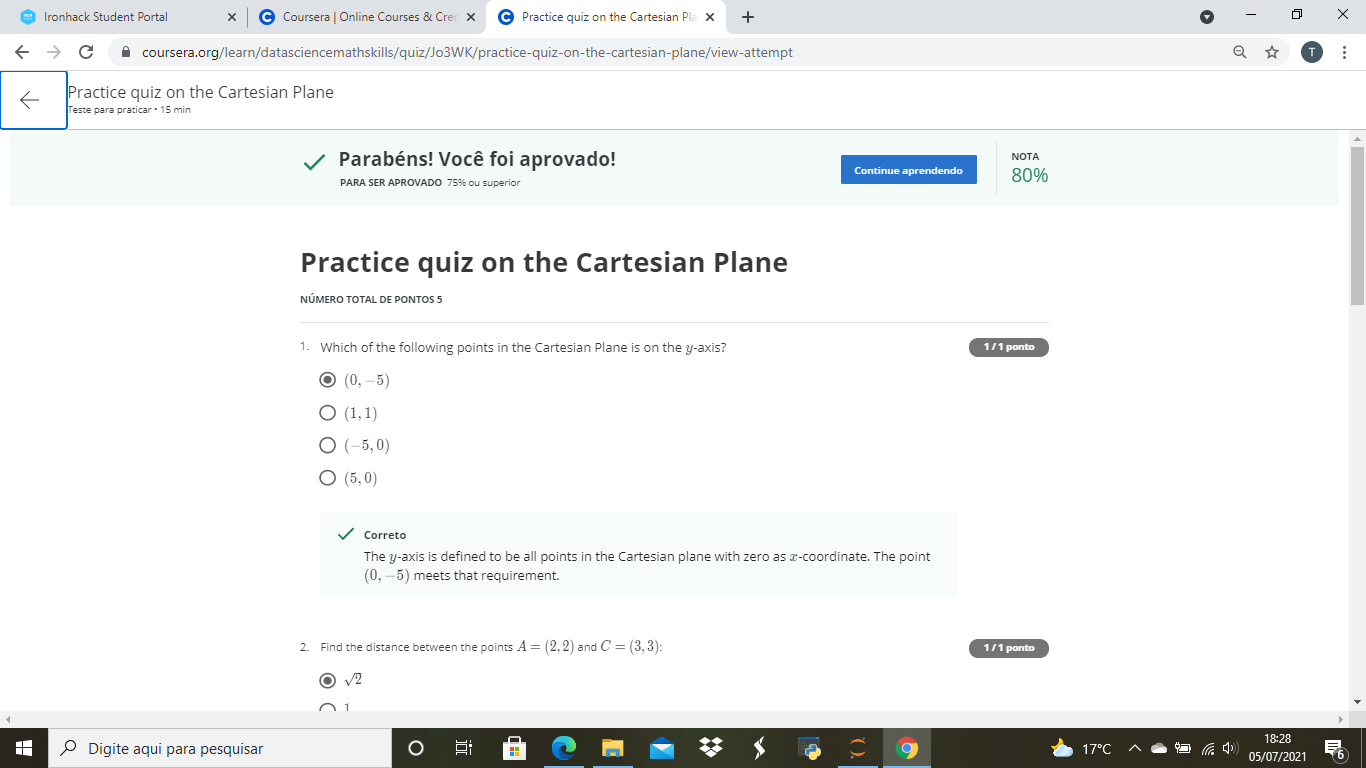 Ironhack Student Portal
Coursera | Online Courses & Crec
Practice quiz on the Cartesian Pla
coursera.org/learn/datasciencemathskills/quiz/Jo3WK/practice-quiz-on-the-cartesian-plane/view-attempt
T
Practice quiz on the Cartesian Plane
Teste para praticar • 15 min
Parabéns! Você foi aprovado!
PARA SER APROVADO 75% ou superior
Continue aprendendo
NOTA
80%
Practice quiz on the Cartesian Plane
NÚMERO TOTAL DE PONTOS 5
1. Which of the following points in the Cartesian Plane is on the y-axis?
1 / 1 ponto
(0, −5)
(1, 1)
(−5, 0)
(5, 0)
Correto
The y-axis is defined to be all points in the Cartesian plane with zero as x-coordinate. The point
(0, −5) meets that requirement.
2. Find the distance between the points A = (2, 2) and C = (3, 3):
1 / 1 ponto
√2
1
Digite aqui para pesquisar
17°C
18:28
05/07/2021
6